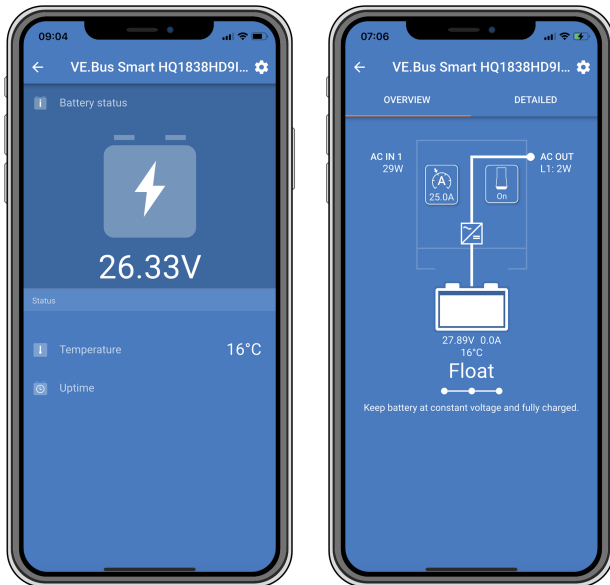 09:04
VE.Bus Smart HQ1838HD9I...
Battery status
26.33V
Status
Temperature 16°C
Uptime
07:06
VE.Bus Smart HQ1838HD9I...
OVERVIEW DETAILED
AC IN 1
29W
AC OUT
L1: 2W
A
25.0A
On
27.89V 0.0A
16°C
Float
Keep battery at constant voltage and fully charged.